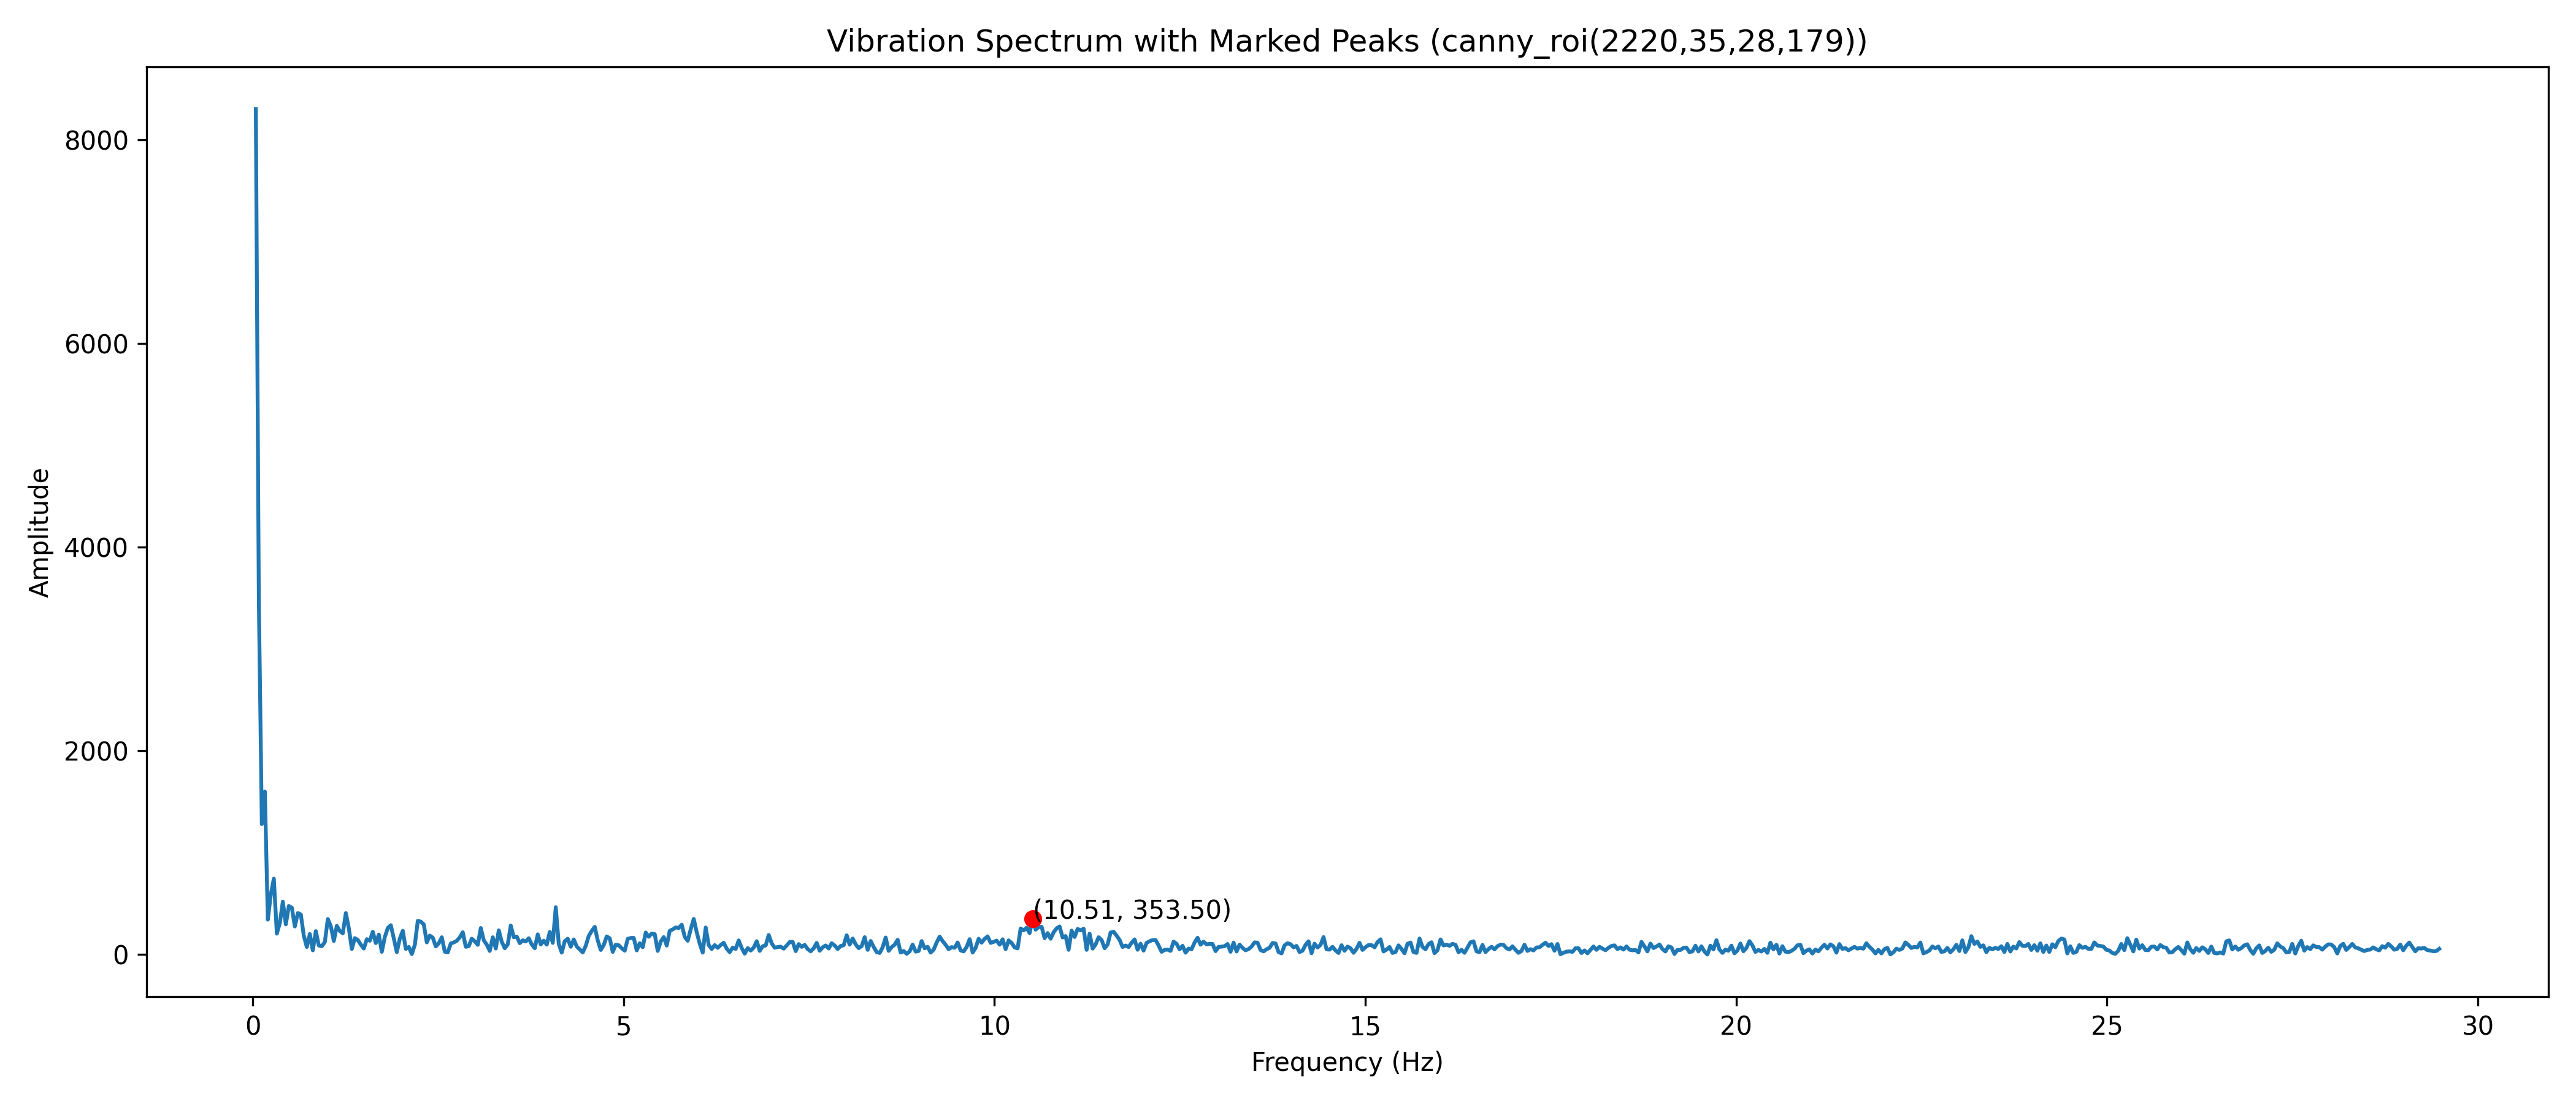 Vibration Spectrum with Marked Peaks (canny_roi(2220,35,28,179))
Amplitude
8000
6000
4000
2000
0
(10.51, 353.50)
0 5 10 15 20 25 30
Frequency (Hz)